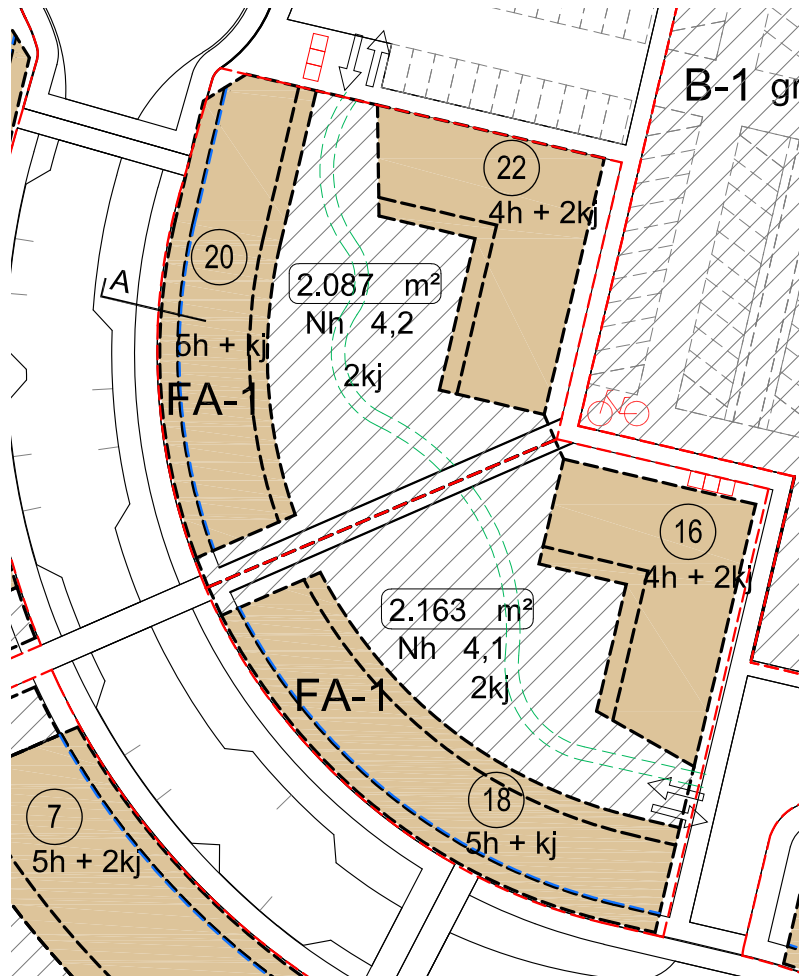 B-1 gr
22
4h + 2kj
20
A
2.087 m²
Nh 4,2
5h + kj
2kj
FA-1
16
4h + 2kj
2.163 m²
Nh 4,1
2kj
FA-1
18
5h + kj
7
5h + 2kj